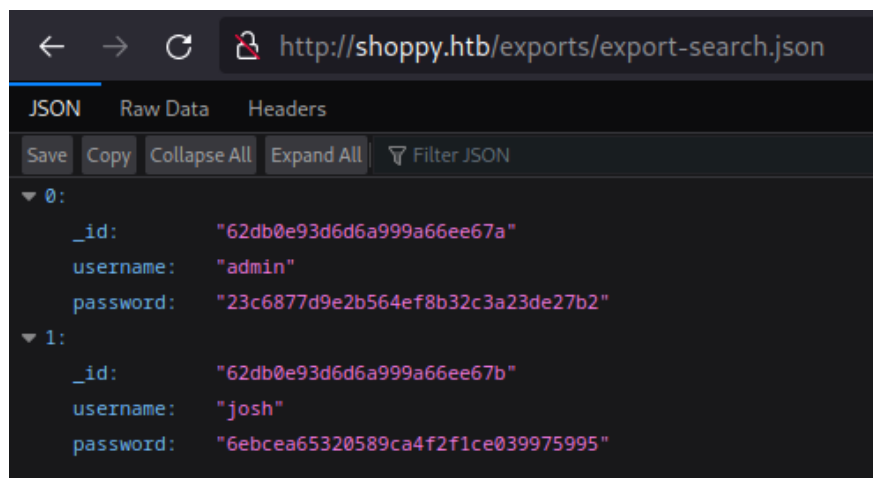 http://shoppy.htb/exports/export-search.json
JSON Raw Data Headers
Save Copy Collapse All Expand All Filter JSON
0:
_id: "62db0e93d6d6a999a66ee67a"
username: "admin"
password: "23c6877d9e2b564ef8b32c3a23de27b2"
1:
_id: "62db0e93d6d6a999a66ee67b"
username: "josh"
password: "6ebcea65320589ca4f2f1ce039975995"